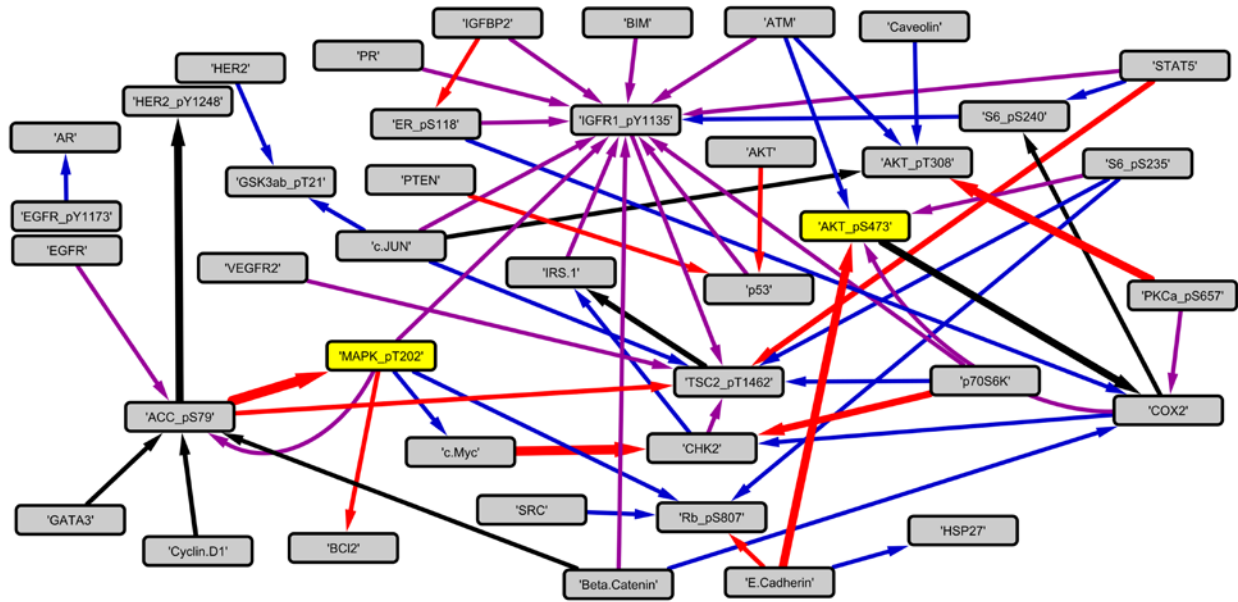 'IGFBP2'
'BIM'
'ATM'
'Caveolin'
'PR'
'HER2'
'STAT5'
'HER2_pY1248'
'ER_pS118'
'IGFR1_pY1135'
'S6_pS240'
'AR'
'AKT'
'AKT_pT308'
'S6_pS235'
'GSK3ab_pT21'
'PTEN'
'EGFR_pY1173'
'EGFR'
'c.JUN'
'AKT_pS473'
'VEGFR2'
'IRS.1'
'p53'
'PKCa_pS657'
'MAPK_pT202'
'TSC2_pT1462'
'p70S6K'
'ACC_pS79'
'COX2'
'c.Myc'
'CHK2'
'GATA3'
'SRC'
'Rb_pS807'
'HSP27'
'Cyclin.D1'
'BCl2'
'Beta.Catenin'
'E.Cadherin'